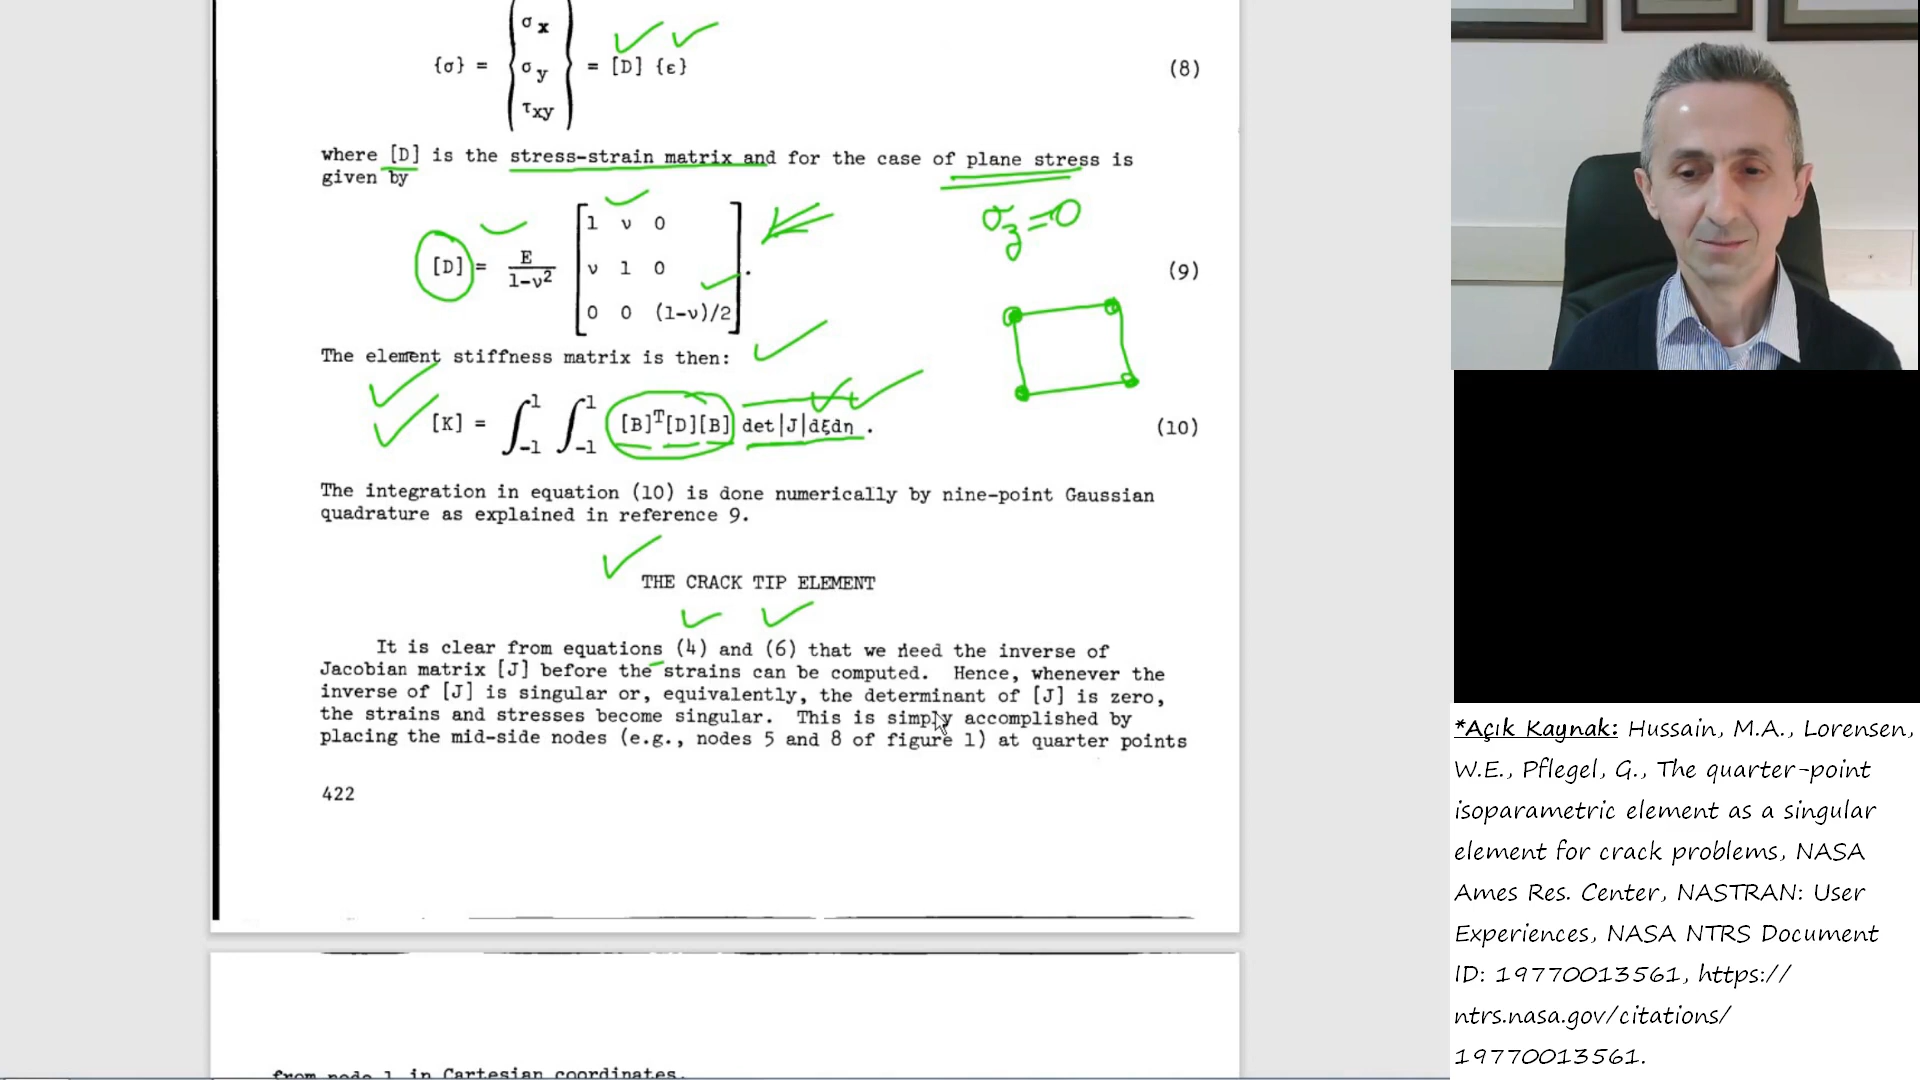 {σ} = { σx σy τxy } = [D] {ε} (8)
where [D] is the stress-strain matrix and for the case of plane stress is
given by
σz=0
[D] = E/1-ν2 [ 1 ν 0
ν 1 0
0 0 (1-ν)/2 ] . (9)
The element stiffness matrix is then:
[K] = ∫1-1 ∫1-1 [B]T[D][B] det|J|dξdη . (10)
The integration in equation (10) is done numerically by nine-point Gaussian
quadrature as explained in reference 9.
THE CRACK TIP ELEMENT
It is clear from equations (4) and (6) that we need the inverse of
Jacobian matrix [J] before the strains can be computed. Hence, whenever the
inverse of [J] is singular or, equivalently, the determinant of [J] is zero,
the strains and stresses become singular. This is simply accomplished by
placing the mid-side nodes (e.g., nodes 5 and 8 of figure 1) at quarter points
422
from node 1 in Cartesian coordinates.
*Açık Kaynak: Hussain, M.A., Lorensen,
W.E., Pflegel, G., The quarter-point
isoparametric element as a singular
element for crack problems, NASA
Ames Res. Center, NASTRAN: User
Experiences, NASA NTRS Document
ID: 19770013561, https://
ntrs.nasa.gov/citations/
19770013561.